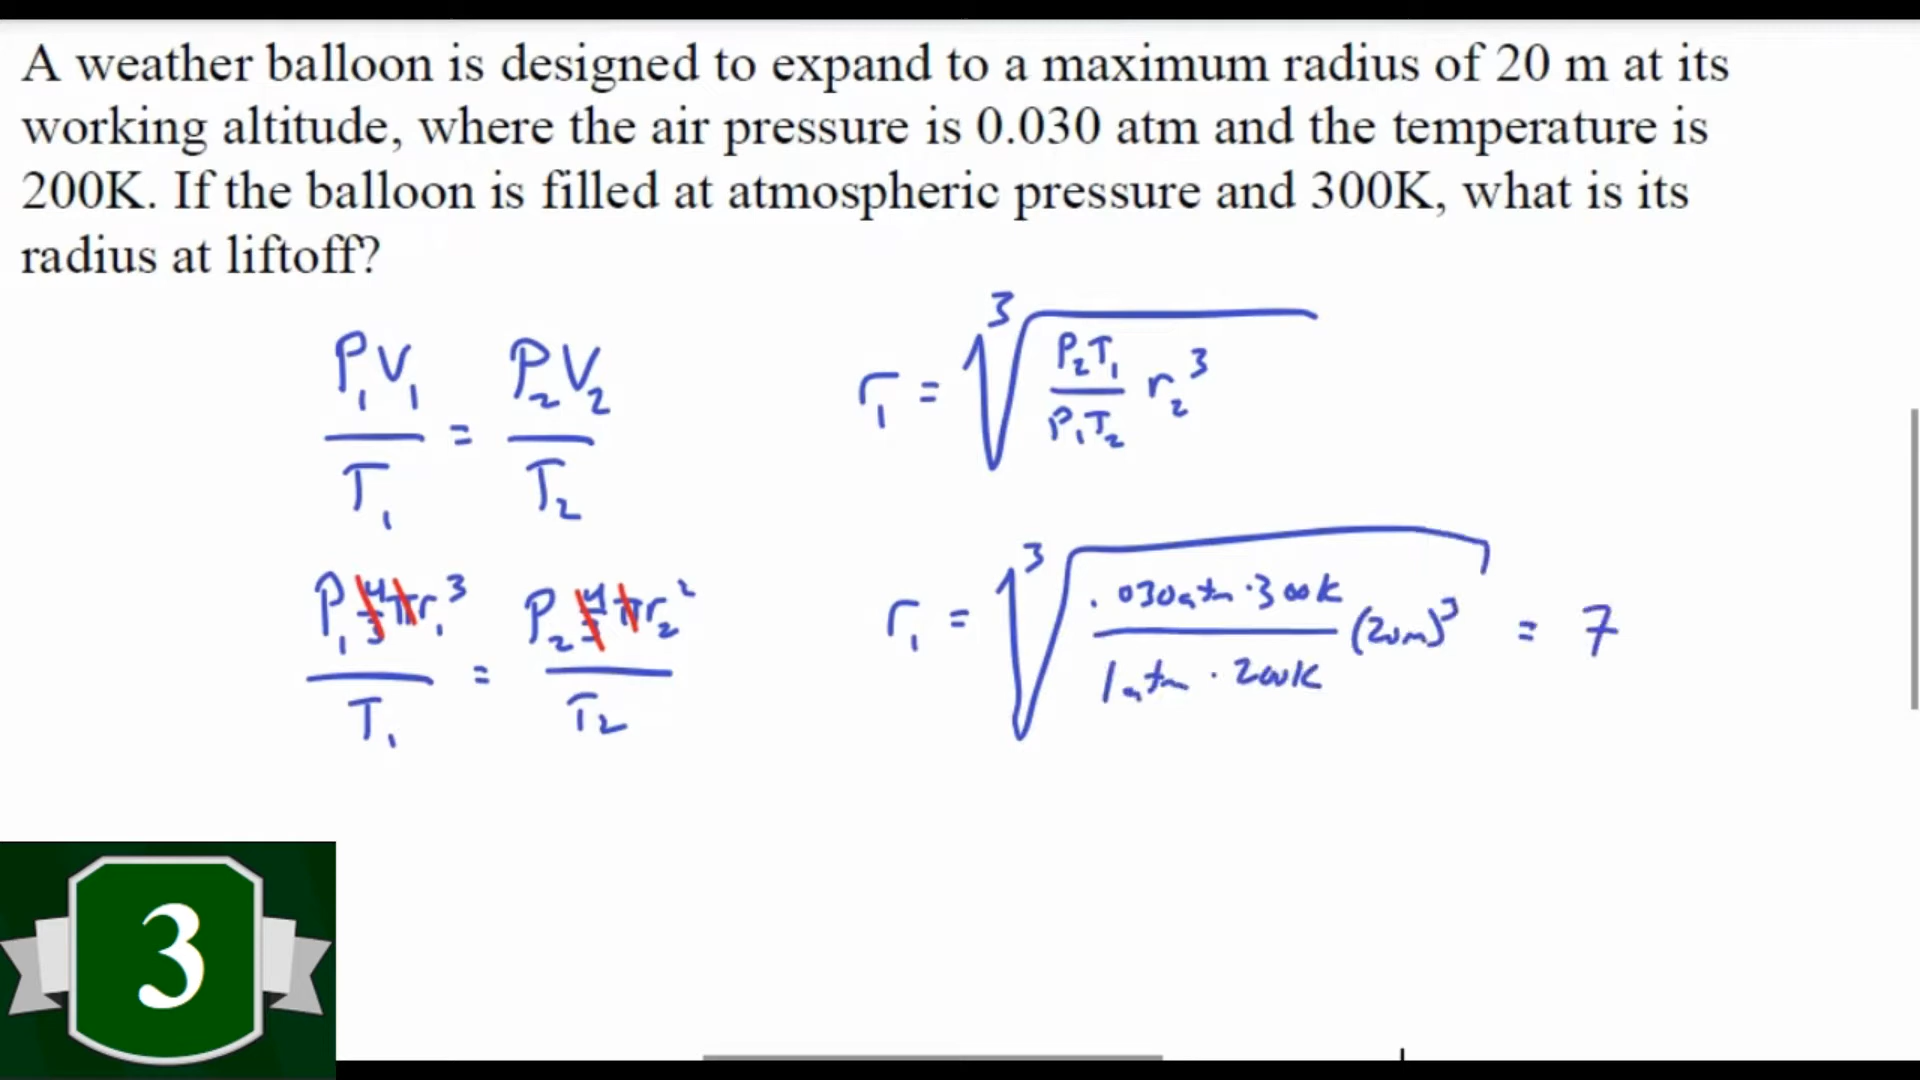 A weather balloon is designed to expand to a maximum radius of 20 m at its
working altitude, where the air pressure is 0.030 atm and the temperature is
200K. If the balloon is filled at atmospheric pressure and 300K, what is its
radius at liftoff?
P₁V₁/T₁ = P₂V₂/T₂
P₁ 4/3 π r₁³/T₁ = P₂ 4/3 π r₂²/T₂
r₁ = ∛(P₂T₁/P₁T₂ r₂³)
r₁ = ∛(.030atm · 300K/1atm · 200K (20m)³) = 7
3